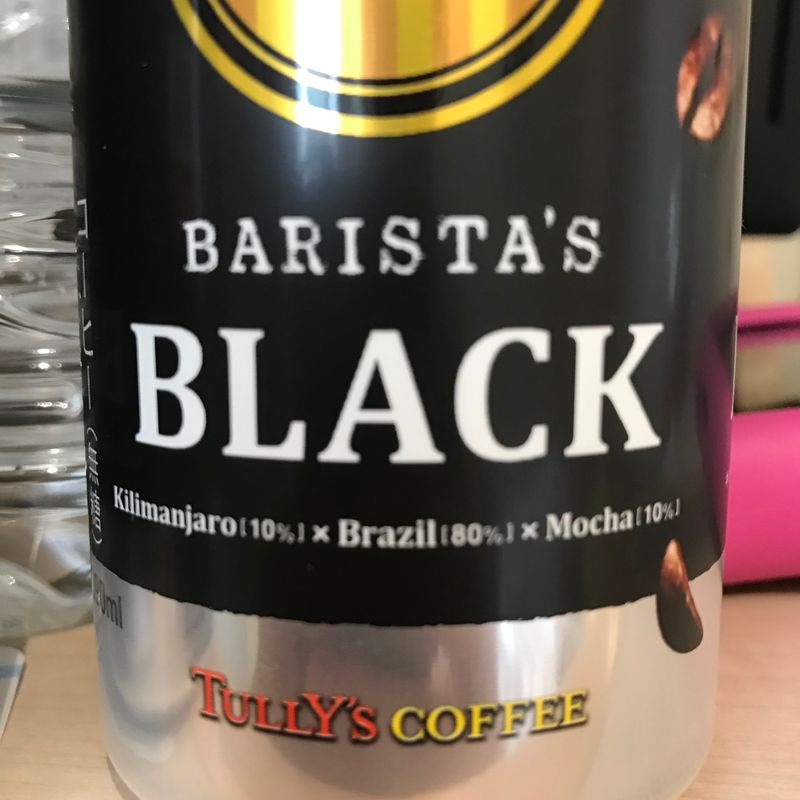 BARISTA'S
BLACK
Kilimanjaro[10%] × Brazil[80%] × Mocha[10%]
TULLY'S COFFEE